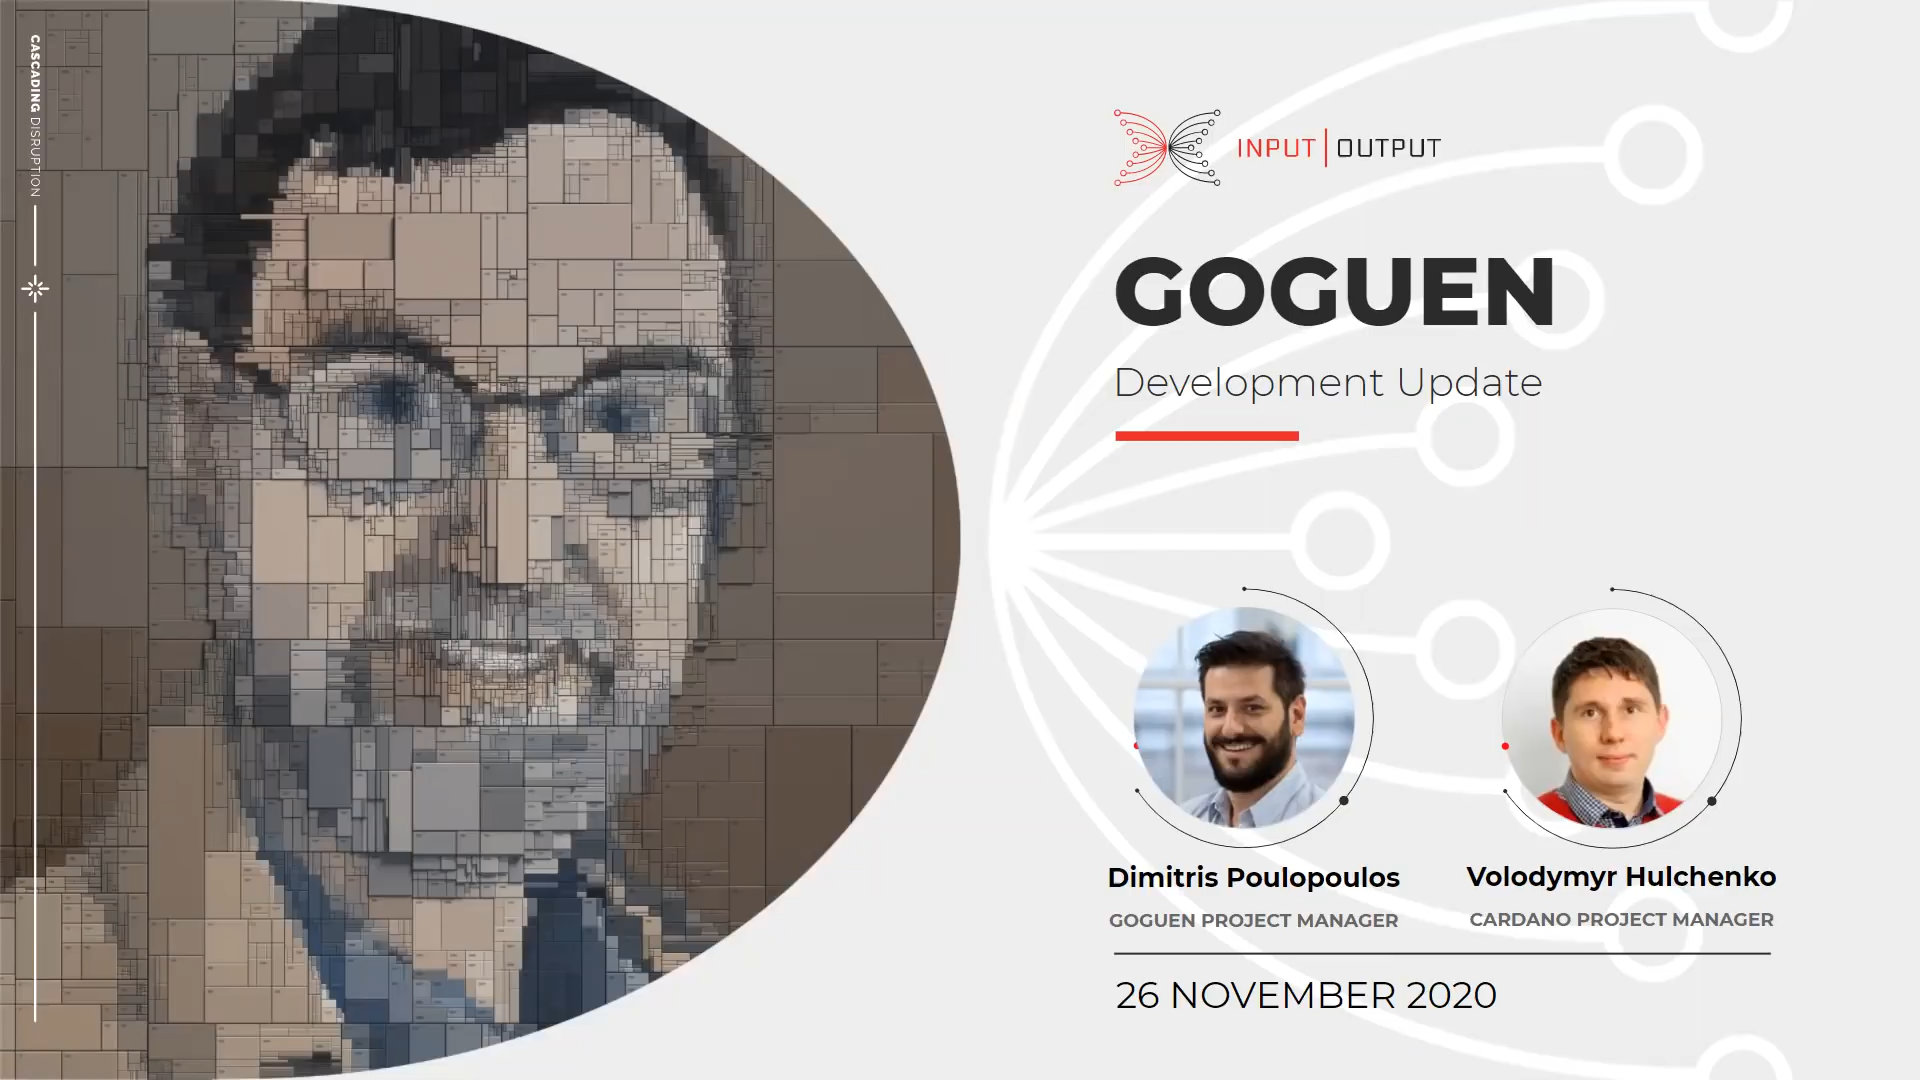 CASCADING DISRUPTION
INPUT | OUTPUT
GOGUEN
Development Update
Dimitris Poulopoulos
GOGUEN PROJECT MANAGER
Volodymyr Hulchenko
CARDANO PROJECT MANAGER
26 NOVEMBER 2020